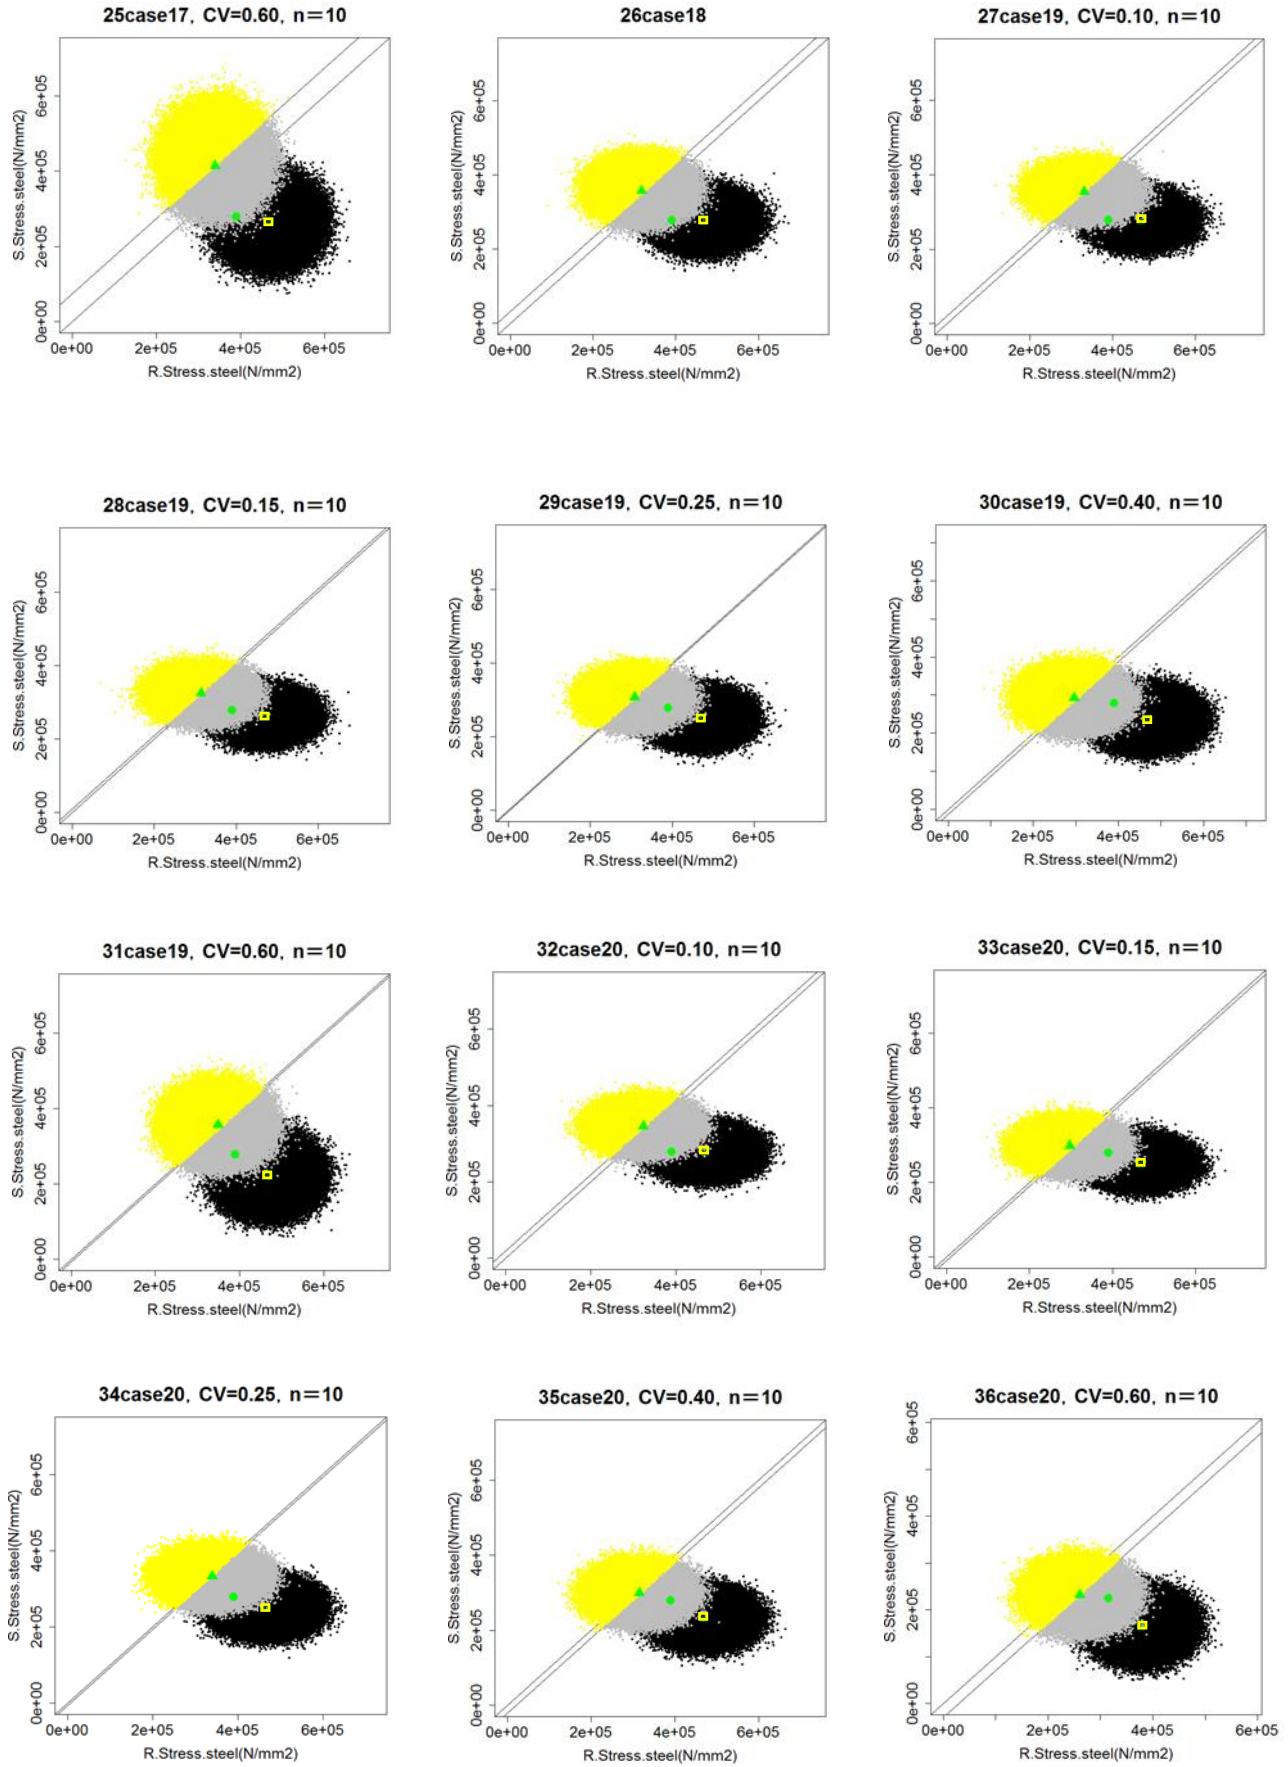 25case17, CV=0.60, n=10
26case18
27case19, CV=0.10, n=10
S.Stress.steel(N/mm2)
0e+00 2e+05 4e+05 6e+05
0e+00 2e+05 4e+05 6e+05
R.Stress.steel(N/mm2)
S.Stress.steel(N/mm2)
0e+00 2e+05 4e+05 6e+05
0e+00 2e+05 4e+05 6e+05
R.Stress.steel(N/mm2)
S.Stress.steel(N/mm2)
0e+00 2e+05 4e+05 6e+05
0e+00 2e+05 4e+05 6e+05
R.Stress.steel(N/mm2)
28case19, CV=0.15, n=10
29case19, CV=0.25, n=10
30case19, CV=0.40, n=10
S.Stress.steel(N/mm2)
0e+00 2e+05 4e+05 6e+05
0e+00 2e+05 4e+05 6e+05
R.Stress.steel(N/mm2)
S.Stress.steel(N/mm2)
0e+00 2e+05 4e+05 6e+05
0e+00 2e+05 4e+05 6e+05
R.Stress.steel(N/mm2)
S.Stress.steel(N/mm2)
0e+00 2e+05 4e+05 6e+05
0e+00 2e+05 4e+05 6e+05
R.Stress.steel(N/mm2)
31case19, CV=0.60, n=10
32case20, CV=0.10, n=10
33case20, CV=0.15, n=10
S.Stress.steel(N/mm2)
0e+00 2e+05 4e+05 6e+05
0e+00 2e+05 4e+05 6e+05
R.Stress.steel(N/mm2)
S.Stress.steel(N/mm2)
0e+00 2e+05 4e+05 6e+05
0e+00 2e+05 4e+05 6e+05
R.Stress.steel(N/mm2)
S.Stress.steel(N/mm2)
0e+00 2e+05 4e+05 6e+05
0e+00 2e+05 4e+05 6e+05
R.Stress.steel(N/mm2)
34case20, CV=0.25, n=10
35case20, CV=0.40, n=10
36case20, CV=0.60, n=10
S.Stress.steel(N/mm2)
0e+00 2e+05 4e+05 6e+05
0e+00 2e+05 4e+05 6e+05
R.Stress.steel(N/mm2)
S.Stress.steel(N/mm2)
0e+00 2e+05 4e+05 6e+05
0e+00 2e+05 4e+05 6e+05
R.Stress.steel(N/mm2)
S.Stress.steel(N/mm2)
0e+00 2e+05 4e+05 6e+05
0e+00 2e+05 4e+05 6e+05
R.Stress.steel(N/mm2)